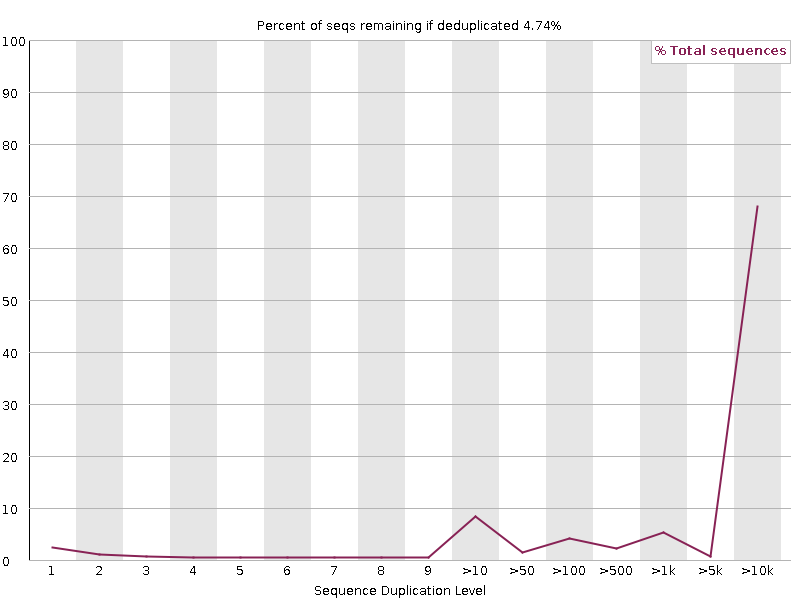 Percent of seqs remaining if deduplicated 4.74%
% Total sequences
100
90
80
70
60
50
40
30
20
10
0
1 2 3 4 5 6 7 8 9 >10 >50 >100 >500 >1k >5k >10k
Sequence Duplication Level